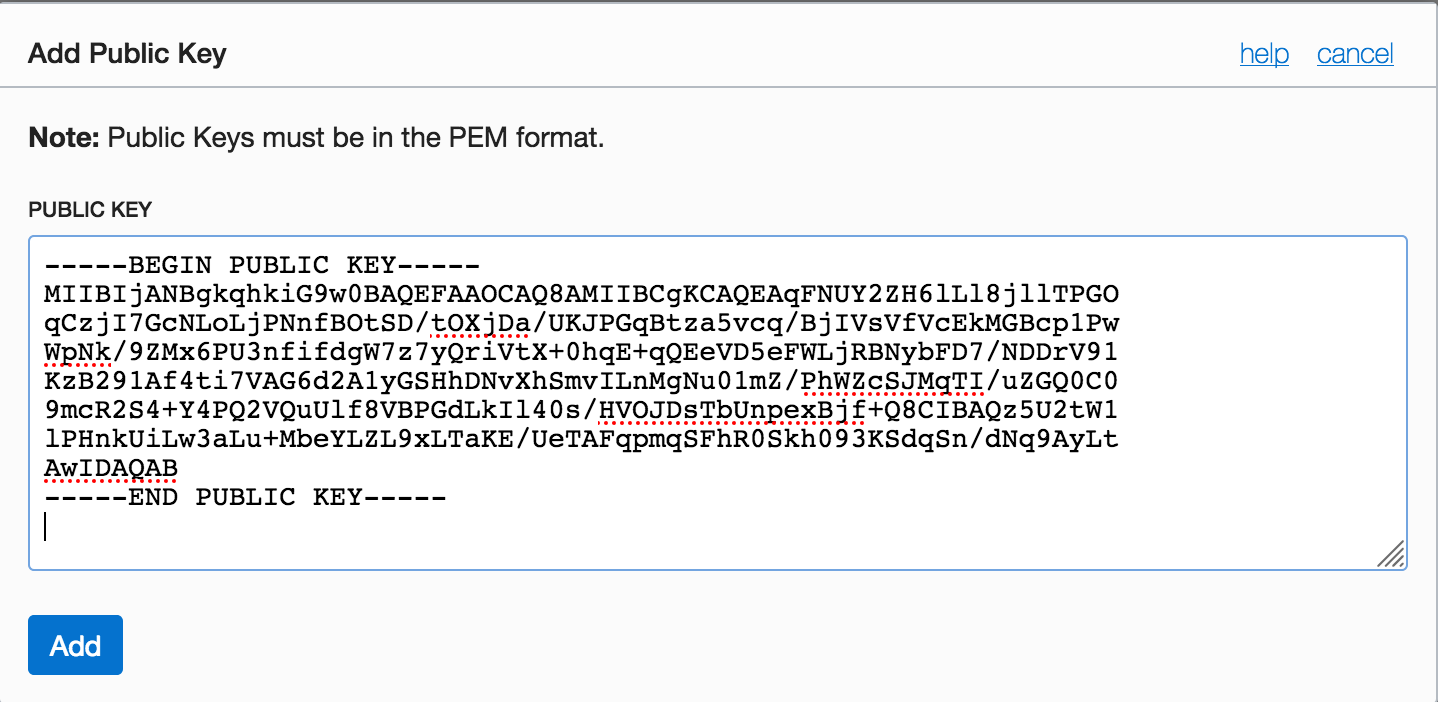 Add Public Key
help cancel
Note: Public Keys must be in the PEM format.
PUBLIC KEY
-----BEGIN PUBLIC KEY-----
MIIBIjANBgkqhkiG9w0BAQEFAAOCAQ8AMIIBCgKCAQEAqFNUY2ZH6lLl8jllTPGO
qCzjI7GcNLoLjPNnfBOtSD/tOXjDa/UKJPGqBtza5vcq/BjIVsVfVcEkMGBcp1Pw
WpNk/9ZMx6PU3nfifdgW7z7yQriVtX+0hqE+qQEeVD5eFWLjRBNybFD7/NDDrV91
KzB291Af4ti7VAG6d2A1yGSHhDNvXhSmvILnMgNu01mZ/PhWZcSJMqTI/uZGQ0C0
9mcR2S4+Y4PQ2VQuUlf8VBPGdLkIl40s/HVOJDsTbUnpexBjf+Q8CIBAQz5U2tW1
lPHnkUiLw3aLu+MbeYLZL9xLTaKE/UeTAFqpmqSFhR0Skh093KSdqSn/dNq9AyLt
AwIDAQAB
-----END PUBLIC KEY-----
Add